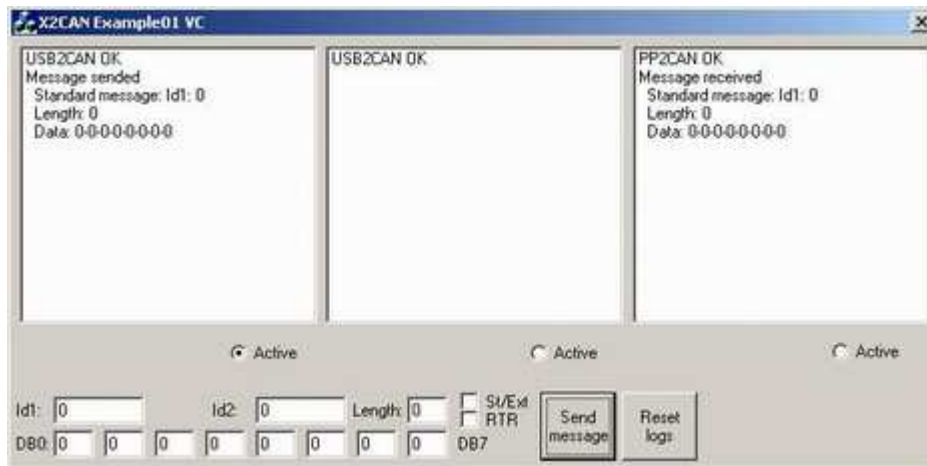 X2CAN Example01 VC
USB2CAN OK
Message sended
Standard message: Id1: 0
Length: 0
Data: 0-0-0-0-0-0-0-0
USB2CAN OK
PP2CAN OK
Message received
Standard message: Id1: 0
Length: 0
Data: 0-0-0-0-0-0-0-0
Active
Active
Active
Id1: 0 Id2: 0 Length: 0 St/Ext
RTR
DB0: 0 0 0 0 0 0 0 0 DB7
Send
message
Reset
logs